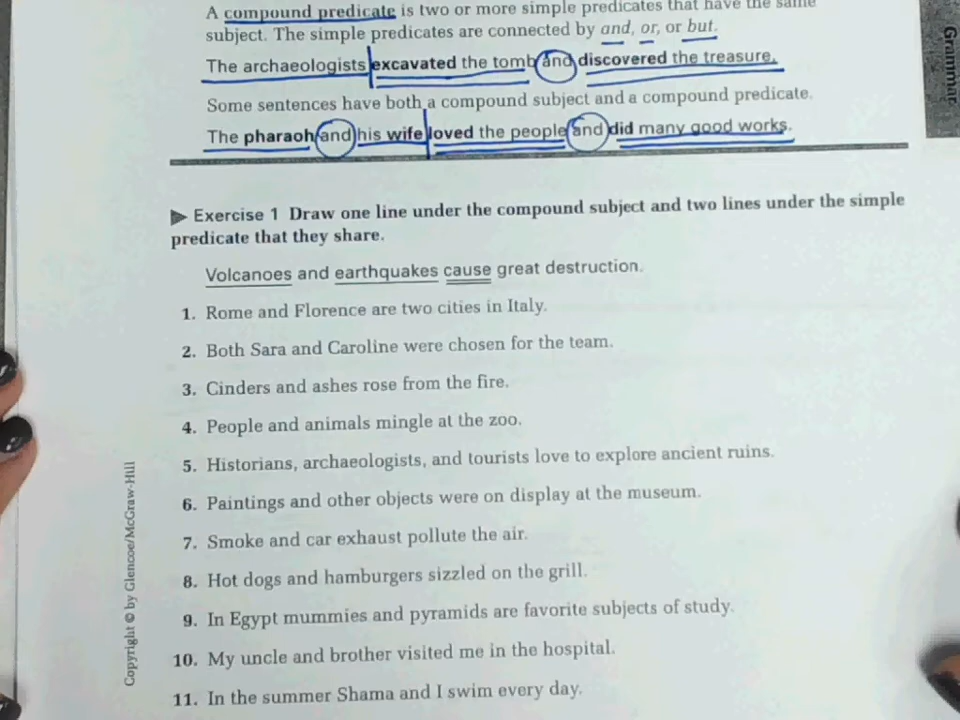 A compound predicate is two or more simple predicates that have the same
subject. The simple predicates are connected by and, or, or but.
The archaeologists excavated the tomb and discovered the treasure.
Some sentences have both a compound subject and a compound predicate.
The pharaoh and his wife loved the people and did many good works.
Grammar
▶ Exercise 1 Draw one line under the compound subject and two lines under the simple
predicate that they share.
Volcanoes and earthquakes cause great destruction.
1. Rome and Florence are two cities in Italy.
2. Both Sara and Caroline were chosen for the team.
3. Cinders and ashes rose from the fire.
4. People and animals mingle at the zoo.
5. Historians, archaeologists, and tourists love to explore ancient ruins.
6. Paintings and other objects were on display at the museum.
7. Smoke and car exhaust pollute the air.
8. Hot dogs and hamburgers sizzled on the grill.
9. In Egypt mummies and pyramids are favorite subjects of study.
10. My uncle and brother visited me in the hospital.
11. In the summer Shama and I swim every day.
Copyright © by Glencoe/McGraw-Hill